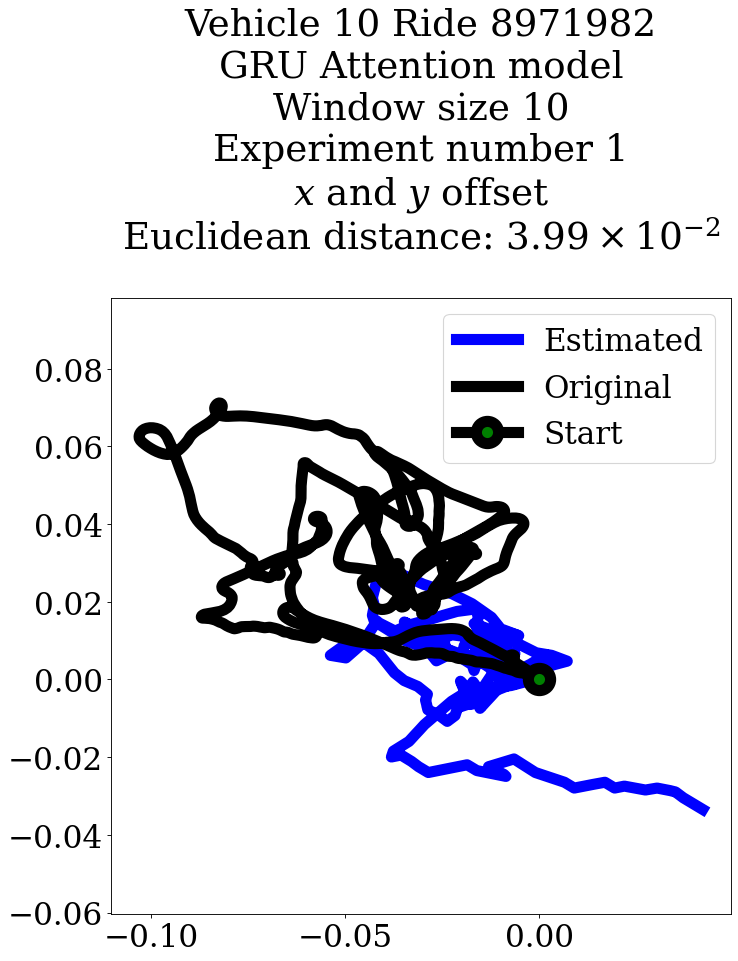 Vehicle 10 Ride 8971982
GRU Attention model
Window size 10
Experiment number 1
x and y offset
Euclidean distance: 3.99 × 10⁻²
Estimated
Original
Start
0.08
0.06
0.04
0.02
0.00
−0.02
−0.04
−0.06
−0.10
−0.05
0.00